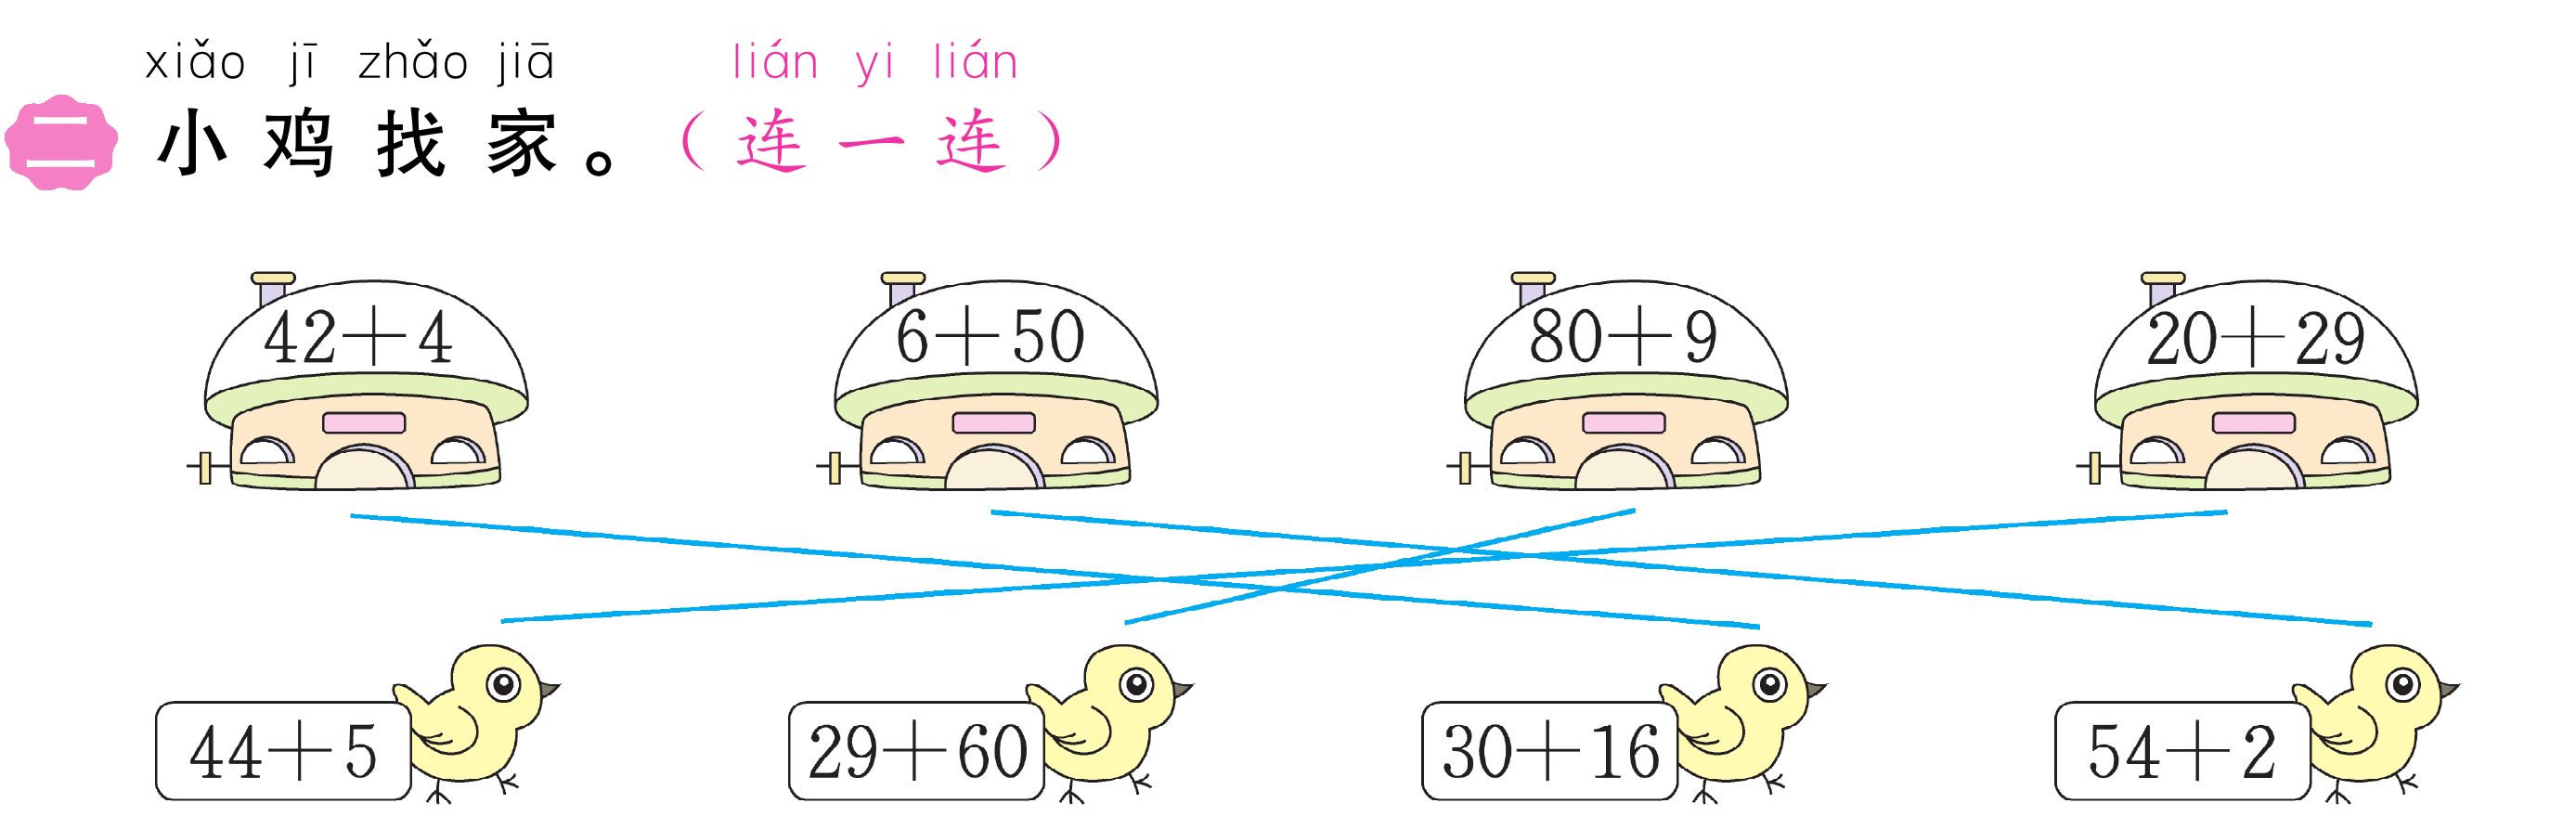 xiǎo jī zhǎo jiā lián yi lián
二 小鸡找家。（连一连）
42+4 6+50 80+9 20+29
44+5 29+60 30+16 54+2